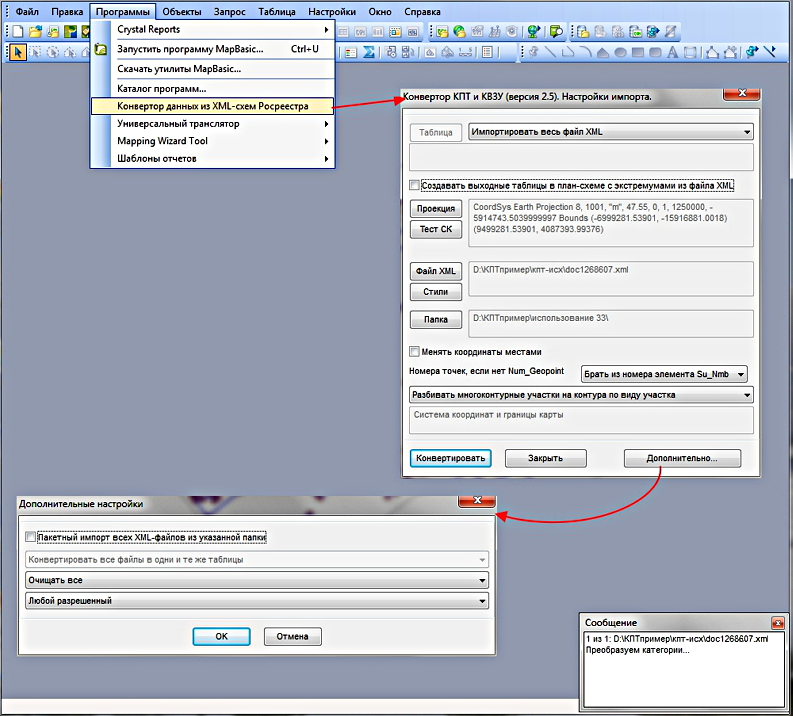 Файл Правка Программы Объекты Запрос Таблица Настройки Окно Справка
Crystal Reports
Запустить программу MapBasic... Ctrl+U
Скачать утилиты MapBasic...
Каталог программ...
Конвертор данных из XML-схем Росреестра
Универсальный транслятор
Mapping Wizard Tool
Шаблоны отчетов
Конвертор КПТ и КВЗУ (версия 2.5). Настройки импорта.
Таблица Импортировать весь файл XML
Создавать выходные таблицы в план-схеме с экстремумами из файла XML
Проекция
Тест СК
CoordSys Earth Projection 8, 1001, "m", 47.55, 0, 1, 1250000, -
5914743.5039999997 Bounds (-6999281.53901, -15916881.0018)
(9499281.53901, 4087393.99376)
Файл XML D:\КПТпример\кпт-исх\doc1268607.xml
Стили
Папка D:\КПТпример\использование 33\
Менять координаты местами
Номера точек, если нет Num_Geopoint Брать из номера элемента Su_Nmb
Разбивать многоконтурные участки на контура по виду участка
Система координат и границы карты
Конвертировать Закрыть Дополнительно...
Дополнительные настройки
Пакетный импорт всех XML-файлов из указанной папки
Конвертировать все файлы в одни и те же таблицы
Очищать все
Любой разрешенный
OK Отмена
Сообщение
1 из 1: D:\КПТпример\кпт-исх\doc1268607.xml
Преобразуем категории...